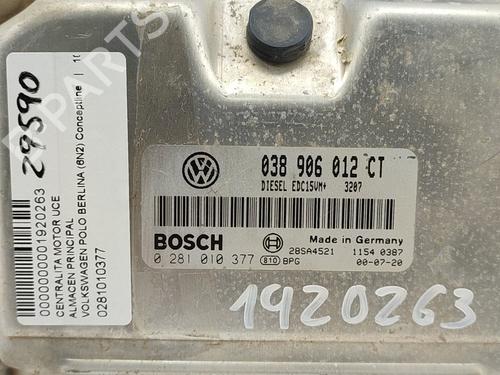 29590
0000000001920263
CENTRALITA MOTOR UCE
ALMACEN PRINCIPAL
VOLKSWAGEN POLO BERLINA (6N2) Conceptline | 10
0281010377
038 906 012 CT
DIESEL EDC15VM+ 3207
BOSCH
Made in Germany
0 281 010 377
810 BPG
28SA4521
1154 0387
00-07-20
1920263